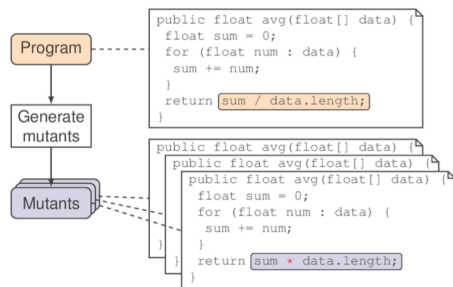 Program
public float avg(float[] data) {
float sum = 0;
for (float num : data) {
sum += num;
}
return sum / data.length;
}
Generate
mutants
Mutants
public float avg(float[] data) {
public float avg(float[] data) {
public float avg(float[] data) {
float sum = 0;
for (float num : data) {
sum += num;
}
return sum * data.length;
}
}
}